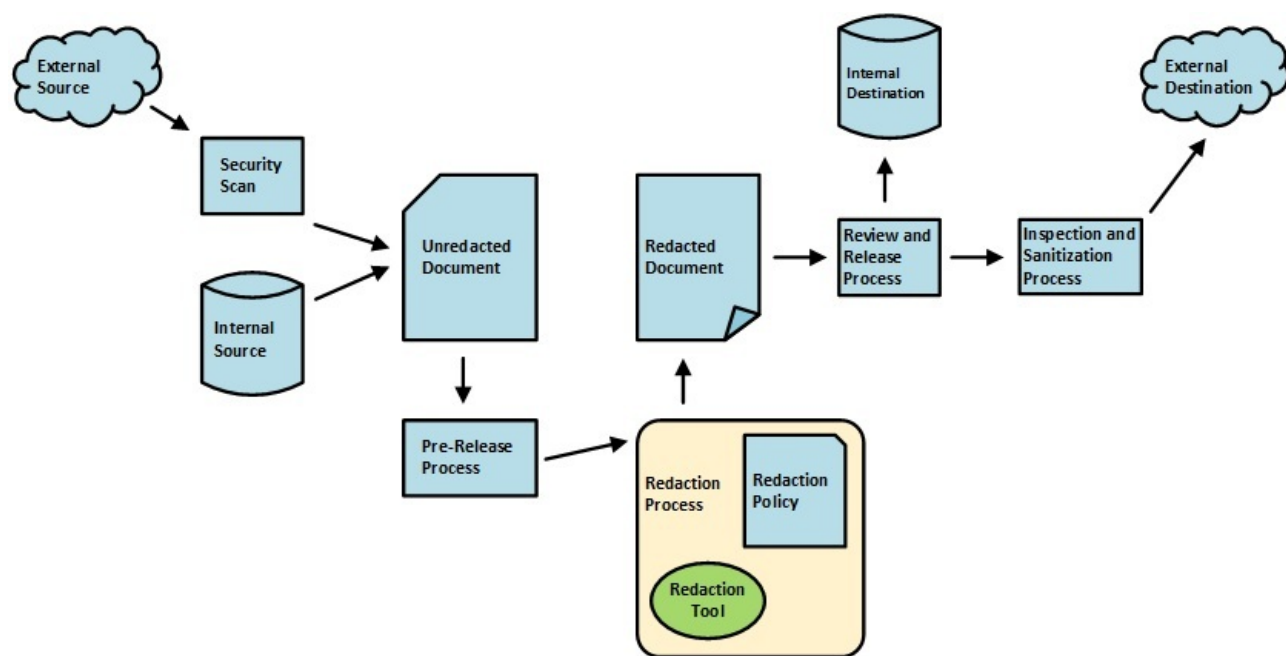 External
Source
Security
Scan
Internal
Source
Unredacted
Document
Pre-Release
Process
Redaction
Process
Redaction
Policy
Redaction
Tool
Redacted
Document
Review and
Release
Process
Internal
Destination
Inspection and
Sanitization
Process
External
Destination